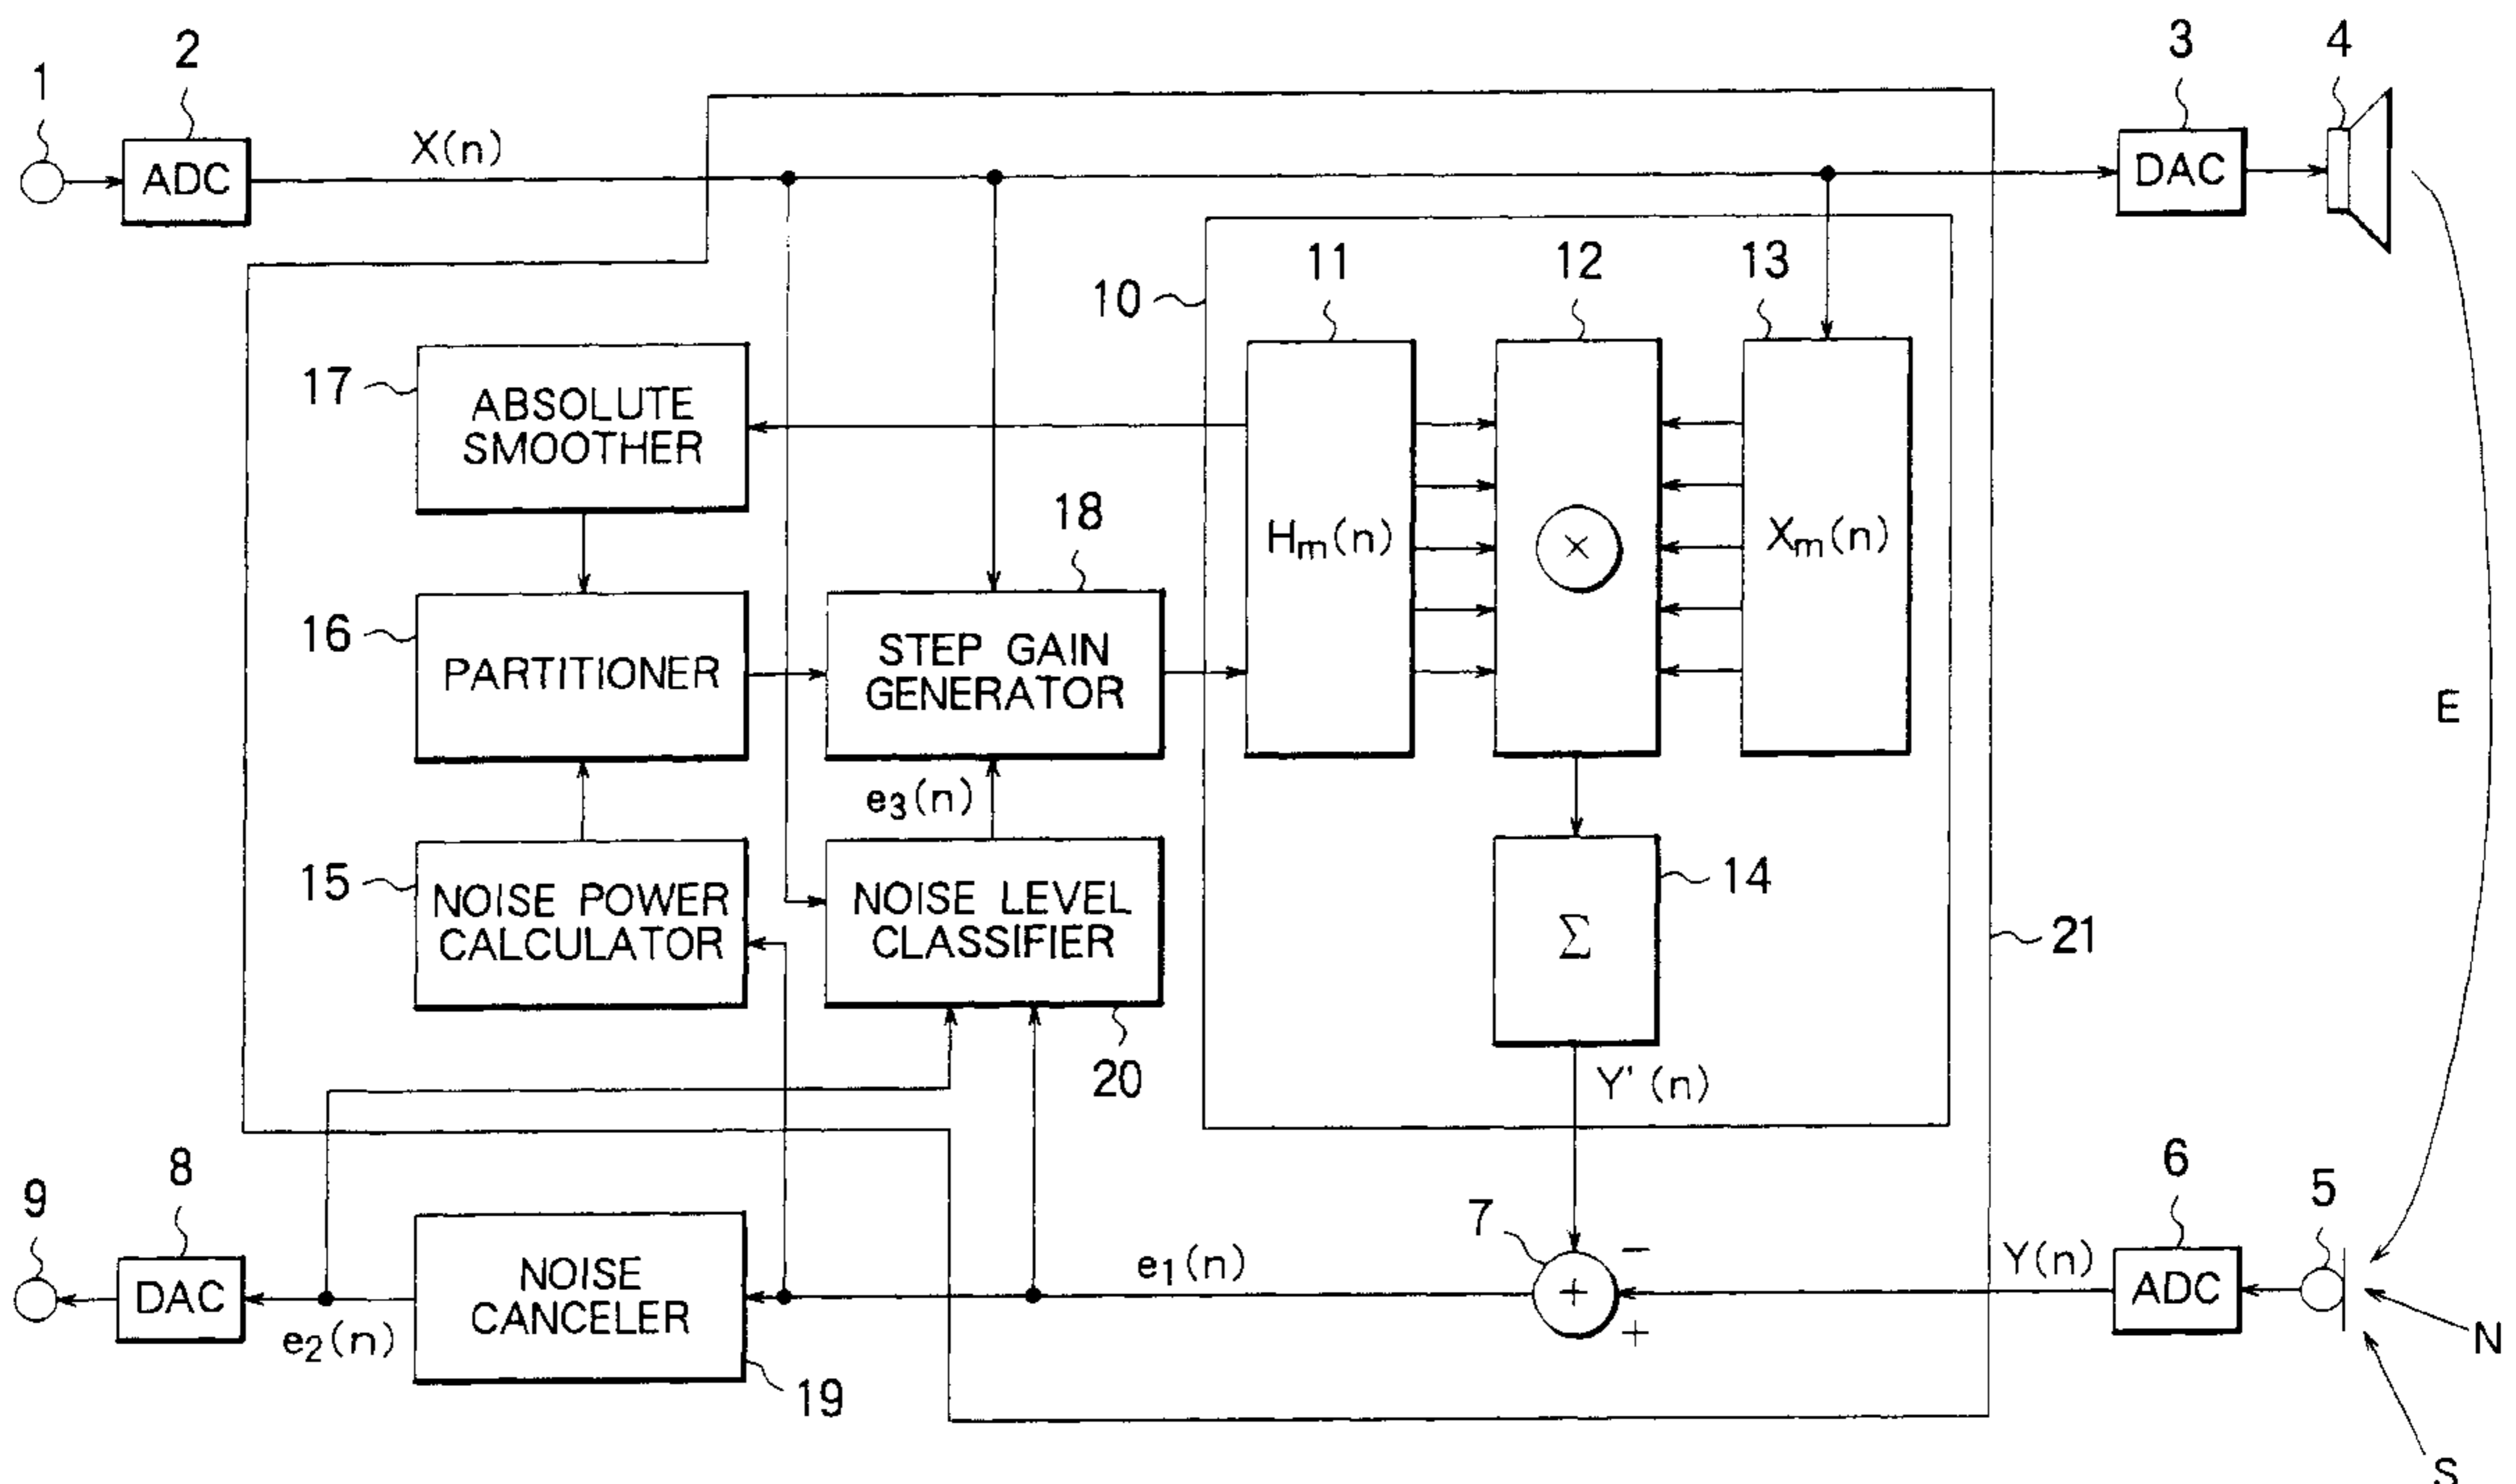 1
2
3
4
ADC
X(n)
DAC
10
11
12
13
17
ABSOLUTE
SMOOTHER
18
Hm(n)
×
Xm(n)
16
PARTITIONER
STEP GAIN
GENERATOR
E
e3(n)
15
NOISE POWER
CALCULATOR
NOISE LEVEL
CLASSIFIER
14
Σ
21
20
Y'(n)
9
8
7
6
5
DAC
e2(n)
NOISE
CANCELER
19
e1(n)
−
+
+
Y(n)
ADC
N
S